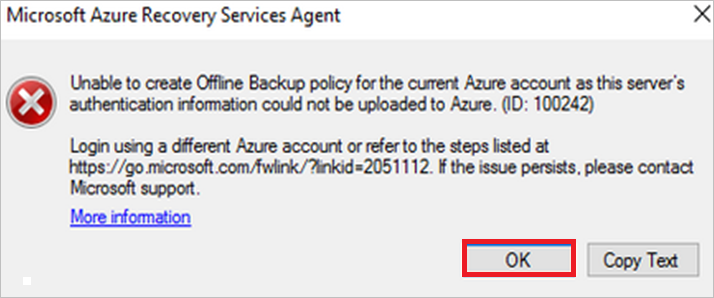 Microsoft Azure Recovery Services Agent
Unable to create Offline Backup policy for the current Azure account as this server's
authentication information could not be uploaded to Azure. (ID: 100242)
Login using a different Azure account or refer to the steps listed at
https://go.microsoft.com/fwlink/?linkid=2051112. If the issue persists, please contact
Microsoft support.
More information
OK
Copy Text